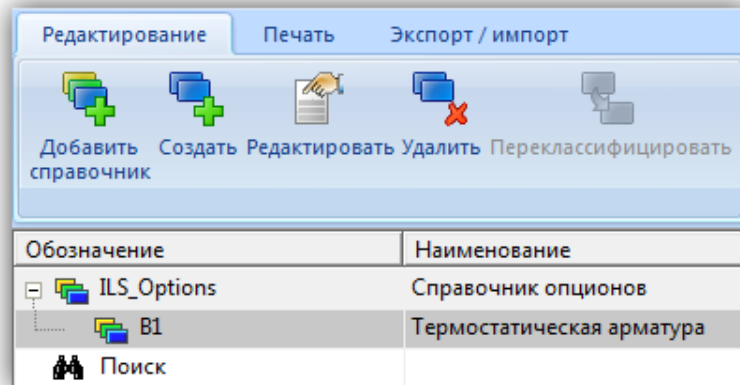 Редактирование Печать Экспорт / импорт
Добавить справочник Создать Редактировать Удалить Переклассифицировать
Обозначение Наименование
ILS_Options Справочник опционов
B1 Термостатическая арматура
Поиск